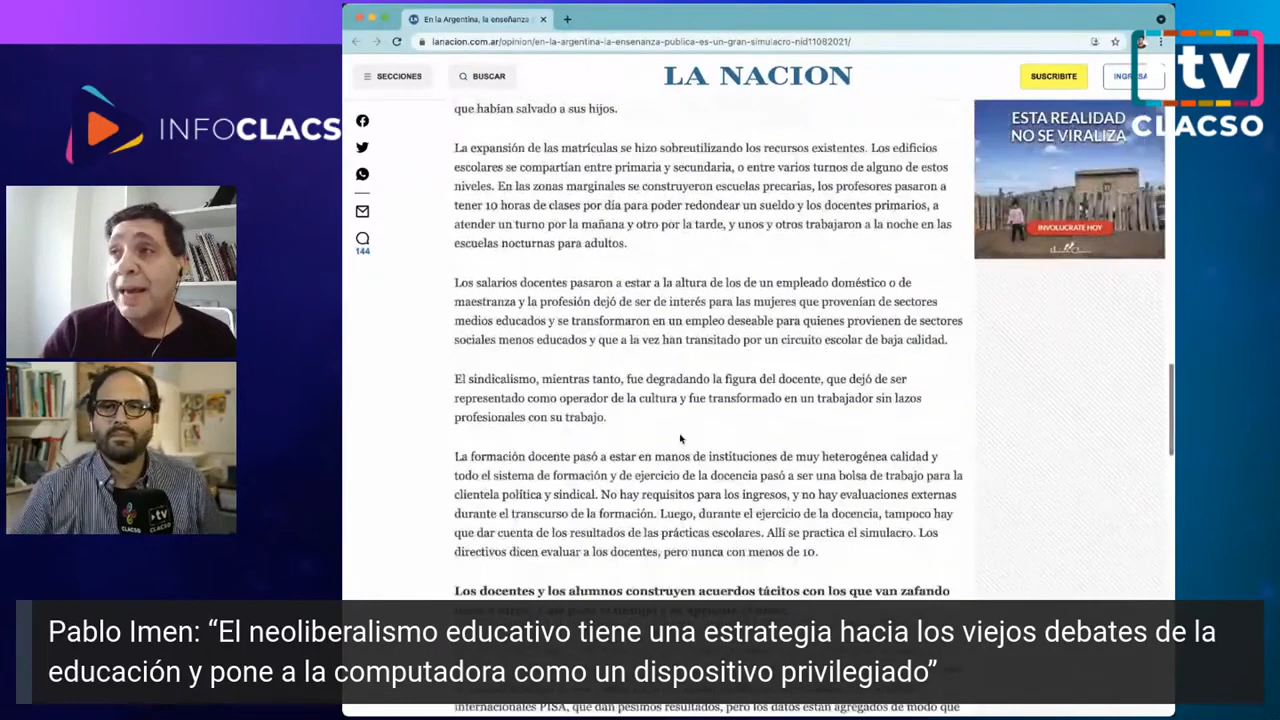 En la Argentina, la enseñanza
lanacion.com.ar/opinion/en-la-argentina-la-ensenanza-publica-es-un-gran-simulacro-nid11082021/
SECCIONES
BUSCAR
LA NACION
SUSCRIBITE
tv
CLACSO
INFOCLACS
que habían salvado a sus hijos.
La expansión de las matrículas se hizo sobreutilizando los recursos existentes. Los edificios
escolares se compartían entre primaria y secundaria, o entre varios turnos de alguno de estos
niveles. En las zonas marginales se construyeron escuelas precarias, los profesores pasaron a
tener 10 horas de clases por día para poder redondear un sueldo y los docentes primarios, a
atender un turno por la mañana y otro por la tarde, y unos y otros trabajaron a la noche en las
escuelas nocturnas para adultos.
Los salarios docentes pasaron a estar a la altura de los de un empleado doméstico o de
maestranza y la profesión dejó de ser de interés para las mujeres que provenían de sectores
medios educados y se transformaron en un empleo deseable para quienes provienen de sectores
sociales menos educados y que a la vez han transitado por un circuito escolar de baja calidad.
El sindicalismo, mientras tanto, fue degradando la figura del docente, que dejó de ser
representado como operador de la cultura y fue transformado en un trabajador sin lazos
profesionales con su trabajo.
La formación docente pasó a estar en manos de instituciones de muy heterogénea calidad y
todo el sistema de formación y de ejercicio de la docencia pasó a ser una bolsa de trabajo para la
clientela política y sindical. No hay requisitos para los ingresos, y no hay evaluaciones externas
durante el transcurso de la formación. Luego, durante el ejercicio de la docencia, tampoco hay
que dar cuenta de los resultados de las prácticas escolares. Allí se practica el simulacro. Los
directivos dicen evaluar a los docentes, pero nunca con menos de 10.
Los docentes y los alumnos construyen acuerdos tácitos con los que van zafando
internacionales PISA, que dan pésimos resultados, pero los datos están agregados de modo que
144
ESTA REALIDAD
NO SE VIRALIZA
INVOLUCRATE HOY
CLACSO
tv
CLACSO
Pablo Imen: “El neoliberalismo educativo tiene una estrategia hacia los viejos debates de la
educación y pone a la computadora como un dispositivo privilegiado”